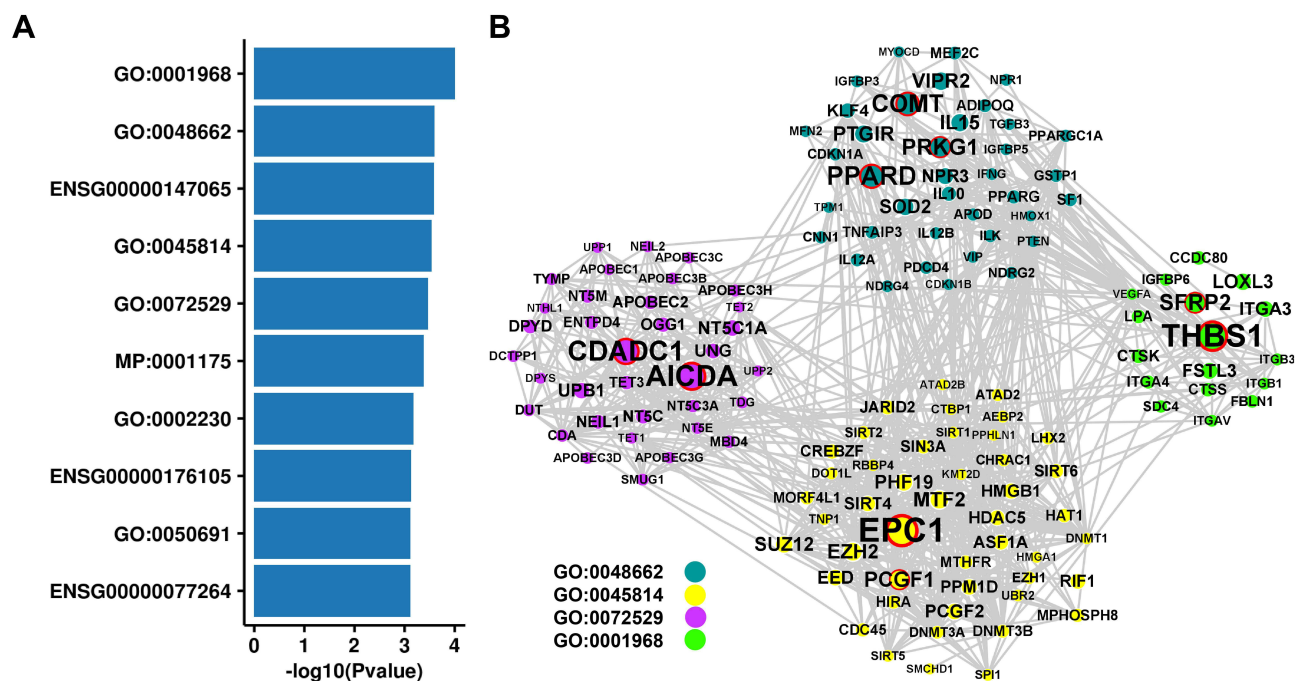 A
GO:0001968
GO:0048662
ENSG00000147065
GO:0045814
GO:0072529
MP:0001175
GO:0002230
ENSG00000176105
GO:0050691
ENSG00000077264
0 1 2 3 4
-log10(Pvalue)
B
MYOCD
MEF2C
IGFBP3
VIPR2
NPR1
COMT
ADIPOQ
KLF4
IL15
TGFB3
MFN2
PTGIR
PPARGC1A
CDKN1A
PRKG1
IGFBP5
PPARD
NPR3
IFNG
GSTP1
IL10
PPARG
SF1
TPM1
SOD2
APOD
HMOX1
CNN1
TNFAIP3
IL12B
ILK
PTEN
IL12A
PDCD4
VIP
NDRG2
NDRG4
CDKN1B
UPP1
NEIL2
APOBEC3C
APOBEC1
TYMP
APOBEC3B
NT5M
APOBEC2
APOBEC3H
NTHL1
TET2
DPYD
ENTPD4
OGG1
NT5C1A
DCTPP1
CDADC1
UNG
DPYS
TET3
AICDA
UPP2
UPB1
DUT
NEIL1
NT5C
NT5C3A
TDG
CDA
TET1
NT5E
MBD4
APOBEC3D
APOBEC3G
SMUG1
CCDC80
IGFBP6
LOXL3
VEGFA
SFRP2
ITGA3
LPA
THBS1
CTSK
ITGB3
FSTL3
ITGA4
CTSS
ITGB1
SDC4
FBLN1
ITGAV
ATAD2B
ATAD2
JARID2
CTBP1
AEBP2
SIRT2
SIRT1
PPHLN1
LHX2
CREBZF
SIN3A
RBBP4
CHRAC1
DOT1L
KMT2D
SIRT6
PHF19
MORF4L1
SIRT4
MTF2
HMGB1
TNP1
HDAC5
HAT1
EPC1
SUZ12
ASF1A
DNMT1
EZH2
MTHFR
HMGA1
EED
PCGF1
PPM1D
EZH1
RIF1
HIRA
UBR2
PCGF2
MPHOSPH8
CDC45
DNMT3A
DNMT3B
SIRT5
SMCHD1
SPI1
GO:0048662
GO:0045814
GO:0072529
GO:0001968